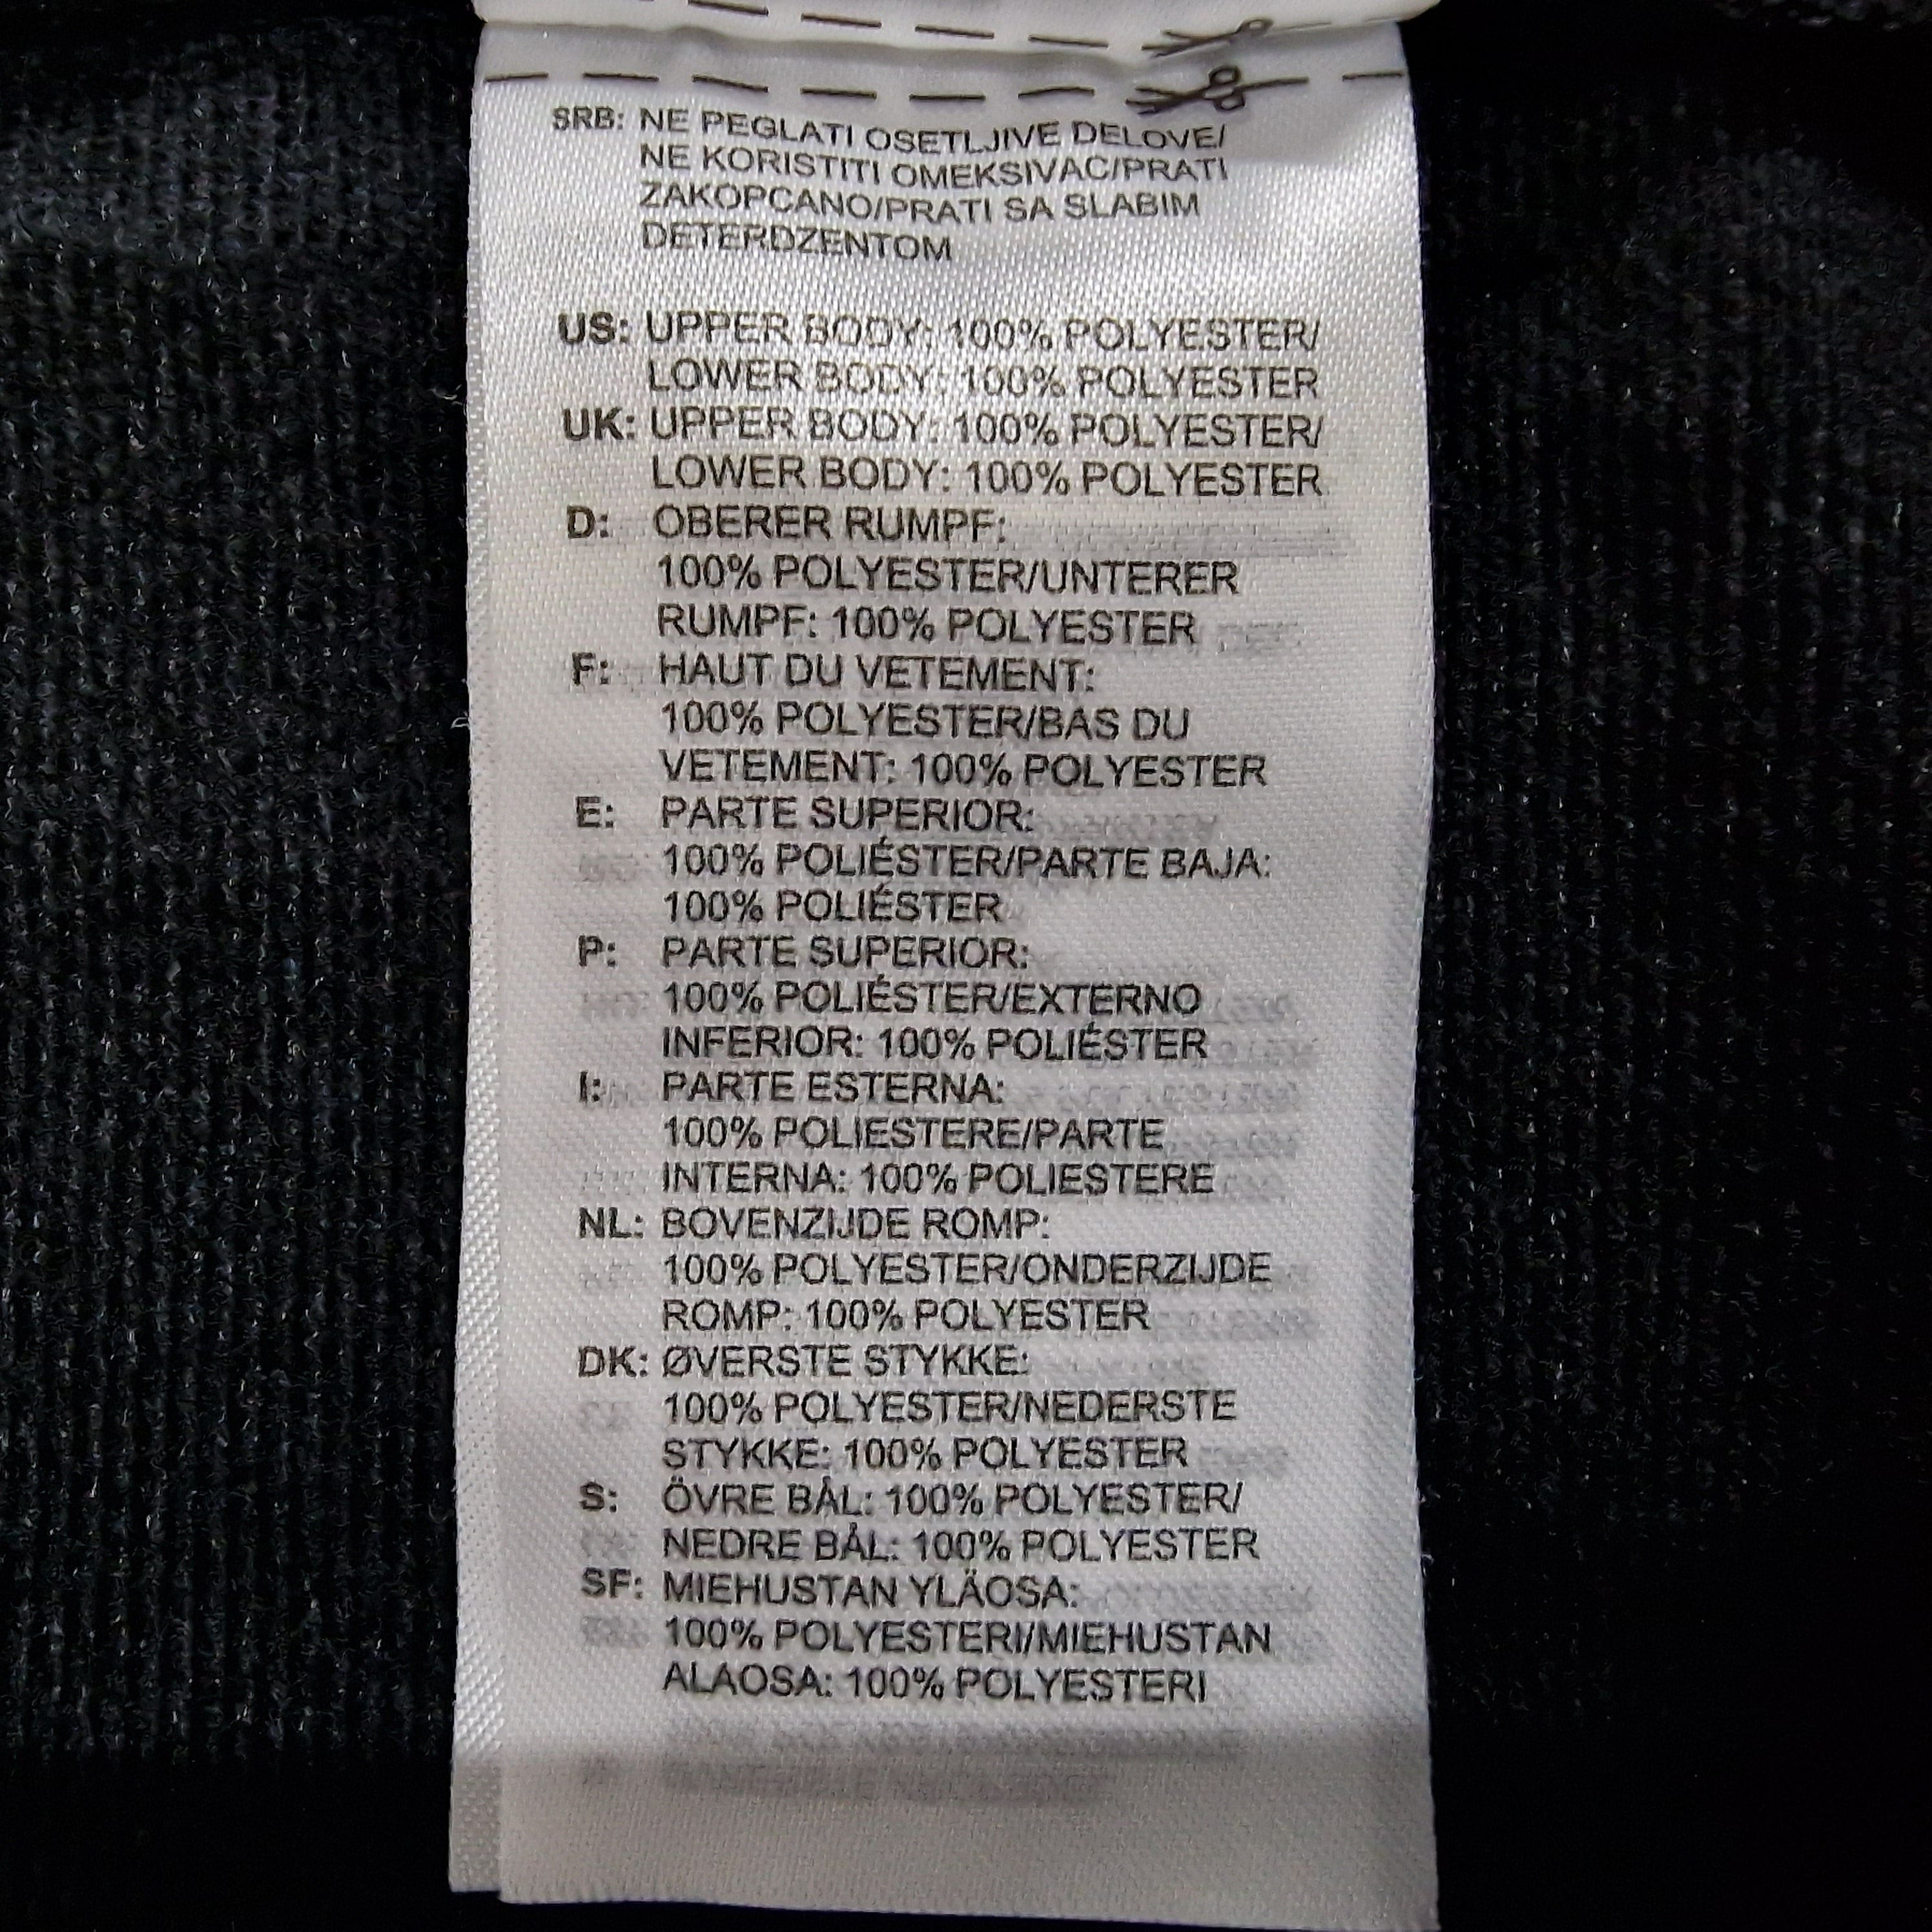 SRB: NE PEGLATI OSETLJIVE DELOVE/
NE KORISTITI OMEKSIVAC/PRATI
ZAKOPCANO/PRATI SA SLABIM
DETERDZENTOM
US: UPPER BODY: 100% POLYESTER/
LOWER BODY: 100% POLYESTER
UK: UPPER BODY: 100% POLYESTER/
LOWER BODY: 100% POLYESTER
D: OBERER RUMPF:
100% POLYESTER/UNTERER
RUMPF: 100% POLYESTER
F: HAUT DU VETEMENT:
100% POLYESTER/BAS DU
VETEMENT: 100% POLYESTER
E: PARTE SUPERIOR:
100% POLIÉSTER/PARTE BAJA:
100% POLIÉSTER
P: PARTE SUPERIOR:
100% POLIÉSTER/EXTERNO
INFERIOR: 100% POLIÉSTER
I: PARTE ESTERNA:
100% POLIESTERE/PARTE
INTERNA: 100% POLIESTERE
NL: BOVENZIJDE ROMP:
100% POLYESTER/ONDERZIJDE
ROMP: 100% POLYESTER
DK: ØVERSTE STYKKE:
100% POLYESTER/NEDERSTE
STYKKE: 100% POLYESTER
S: ÖVRE BÅL: 100% POLYESTER/
NEDRE BÅL: 100% POLYESTER
SF: MIEHUSTAN YLÄOSA:
100% POLYESTERI/MIEHUSTAN
ALAOSA: 100% POLYESTERI